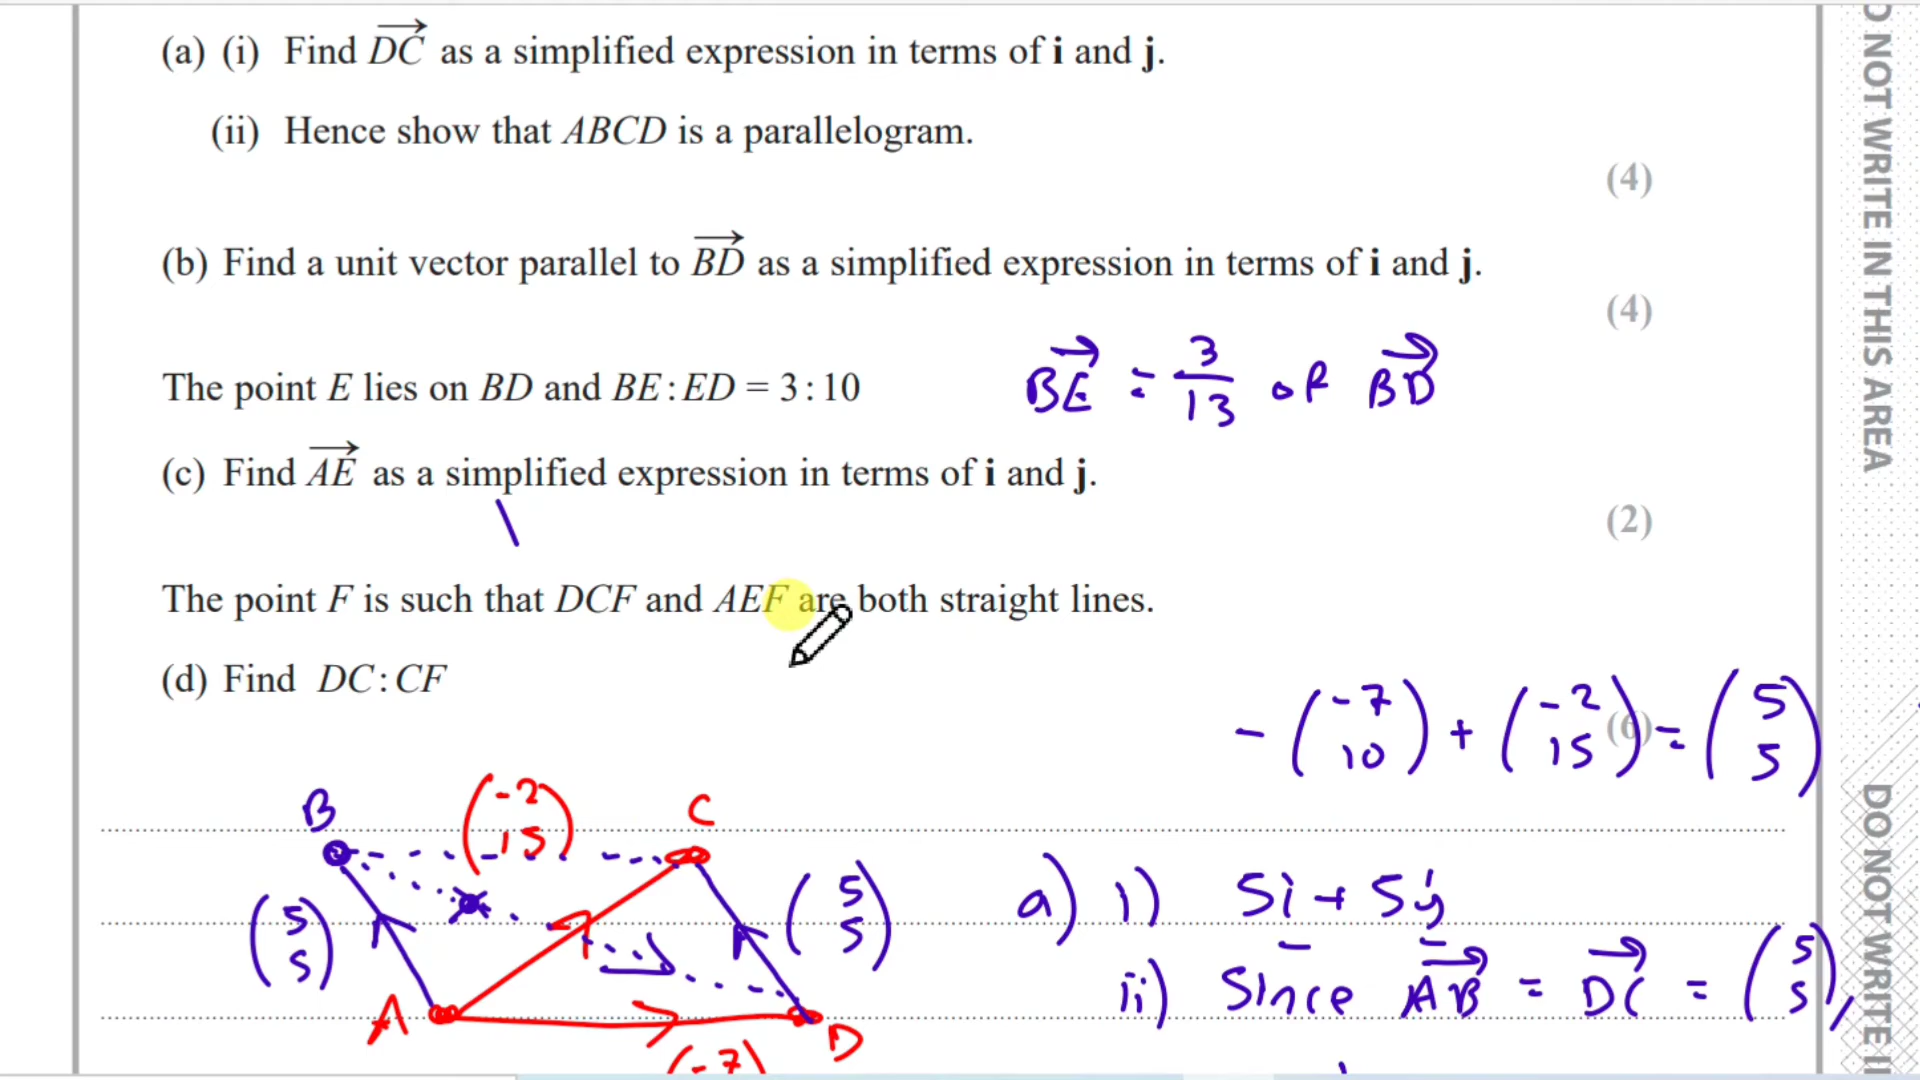 (a) (i) Find DC as a simplified expression in terms of i and j.
(ii) Hence show that ABCD is a parallelogram.
(4)
(b) Find a unit vector parallel to BD as a simplified expression in terms of i and j.
(4)
The point E lies on BD and BE : ED = 3 : 10
BE = 3/13 of BD
(c) Find AE as a simplified expression in terms of i and j.
(2)
The point F is such that DCF and AEF are both straight lines.
(d) Find DC : CF
(6)
- (-7 10) + (-2 15) = (5 5)
B (-2 15) C
(5 5) (5 5)
A D
(-7
a) i) 5i + 5j
ii) Since AB = DC = (5 5),
O NOT WRITE IN THIS AREA
DO NOT WRITE I